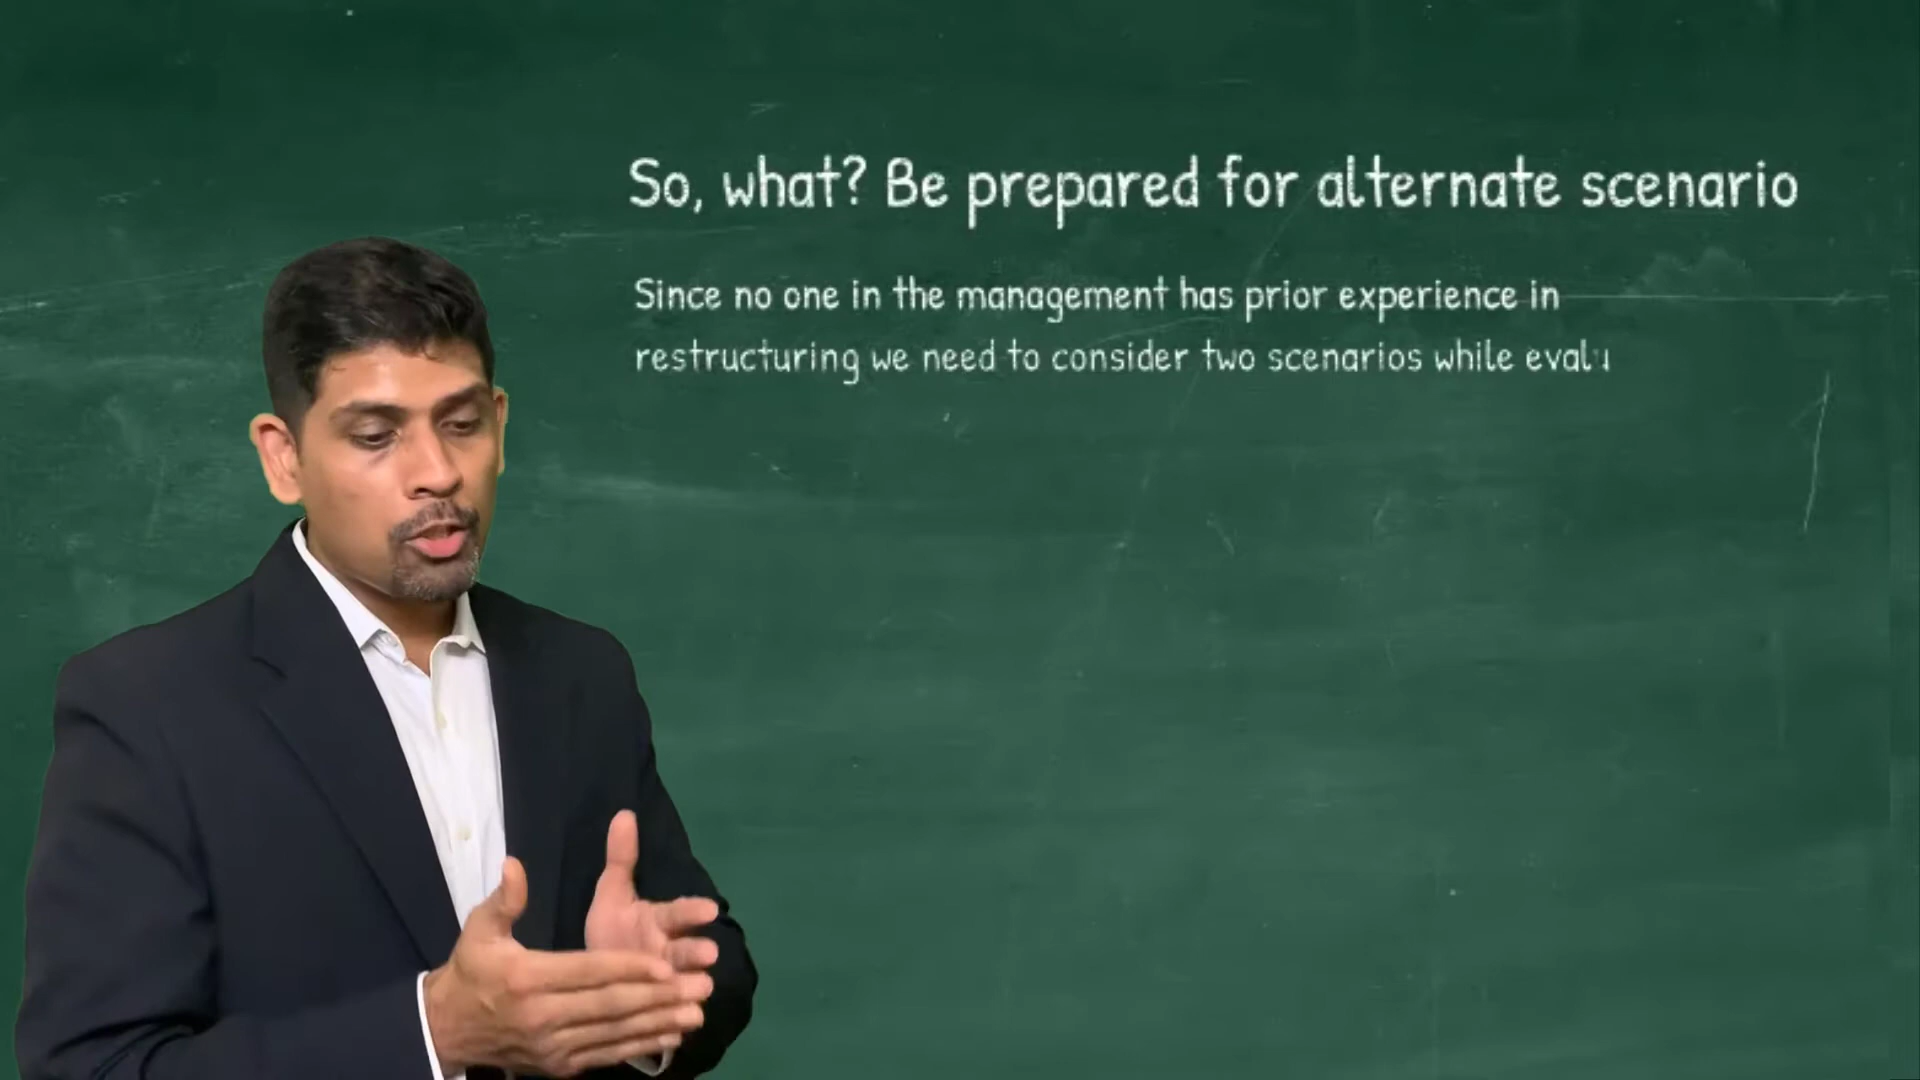 So, what? Be prepared for alternate scenario
Since no one in the management has prior experience in
restructuring we need to consider two scenarios while